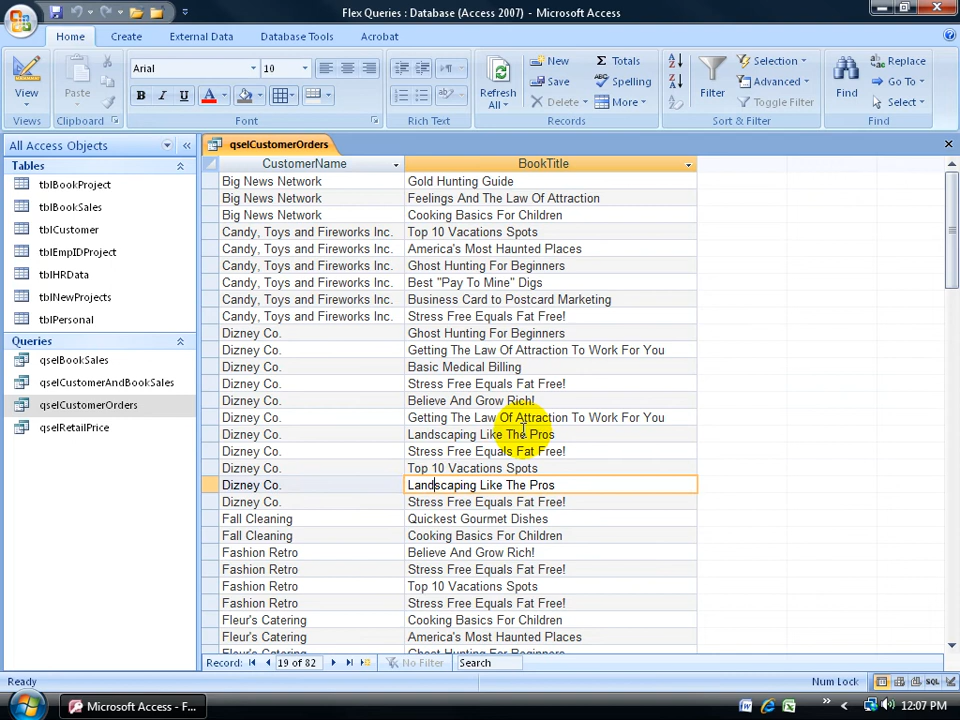 Flex Queries : Database (Access 2007) - Microsoft Access
Home
Create
External Data
Database Tools
Acrobat
View
Views
Paste
Clipboard
Arial
10
B I U A
Font
Rich Text
Refresh All
New
Save
Delete
Totals
Spelling
More
Records
Filter
Selection
Advanced
Toggle Filter
Sort & Filter
Find
Replace
Go To
Select
Find
All Access Objects
Tables
tblBookProject
tblBookSales
tblCustomer
tblEmpIDProject
tblHRData
tblNewProjects
tblPersonal
Queries
qselBookSales
qselCustomerAndBookSales
qselCustomerOrders
qselRetailPrice
qselCustomerOrders
CustomerName BookTitle
Big News Network Gold Hunting Guide
Big News Network Feelings And The Law Of Attraction
Big News Network Cooking Basics For Children
Candy, Toys and Fireworks Inc. Top 10 Vacations Spots
Candy, Toys and Fireworks Inc. America's Most Haunted Places
Candy, Toys and Fireworks Inc. Ghost Hunting For Beginners
Candy, Toys and Fireworks Inc. Best "Pay To Mine" Digs
Candy, Toys and Fireworks Inc. Business Card to Postcard Marketing
Candy, Toys and Fireworks Inc. Stress Free Equals Fat Free!
Dizney Co. Ghost Hunting For Beginners
Dizney Co. Getting The Law Of Attraction To Work For You
Dizney Co. Basic Medical Billing
Dizney Co. Stress Free Equals Fat Free!
Dizney Co. Believe And Grow Rich!
Dizney Co. Getting The Law Of Attraction To Work For You
Dizney Co. Landscaping Like The Pros
Dizney Co. Stress Free Equals Fat Free!
Dizney Co. Top 10 Vacations Spots
Dizney Co. Landscaping Like The Pros
Dizney Co. Stress Free Equals Fat Free!
Fall Cleaning Quickest Gourmet Dishes
Fall Cleaning Cooking Basics For Children
Fashion Retro Believe And Grow Rich!
Fashion Retro Stress Free Equals Fat Free!
Fashion Retro Top 10 Vacations Spots
Fashion Retro Stress Free Equals Fat Free!
Fleur's Catering Cooking Basics For Children
Fleur's Catering America's Most Haunted Places
Fleur's Catering Ghost Hunting For Beginners
Record: 19 of 82 No Filter Search
Ready
Num Lock
SQL
Microsoft Access - F...
12:07 PM